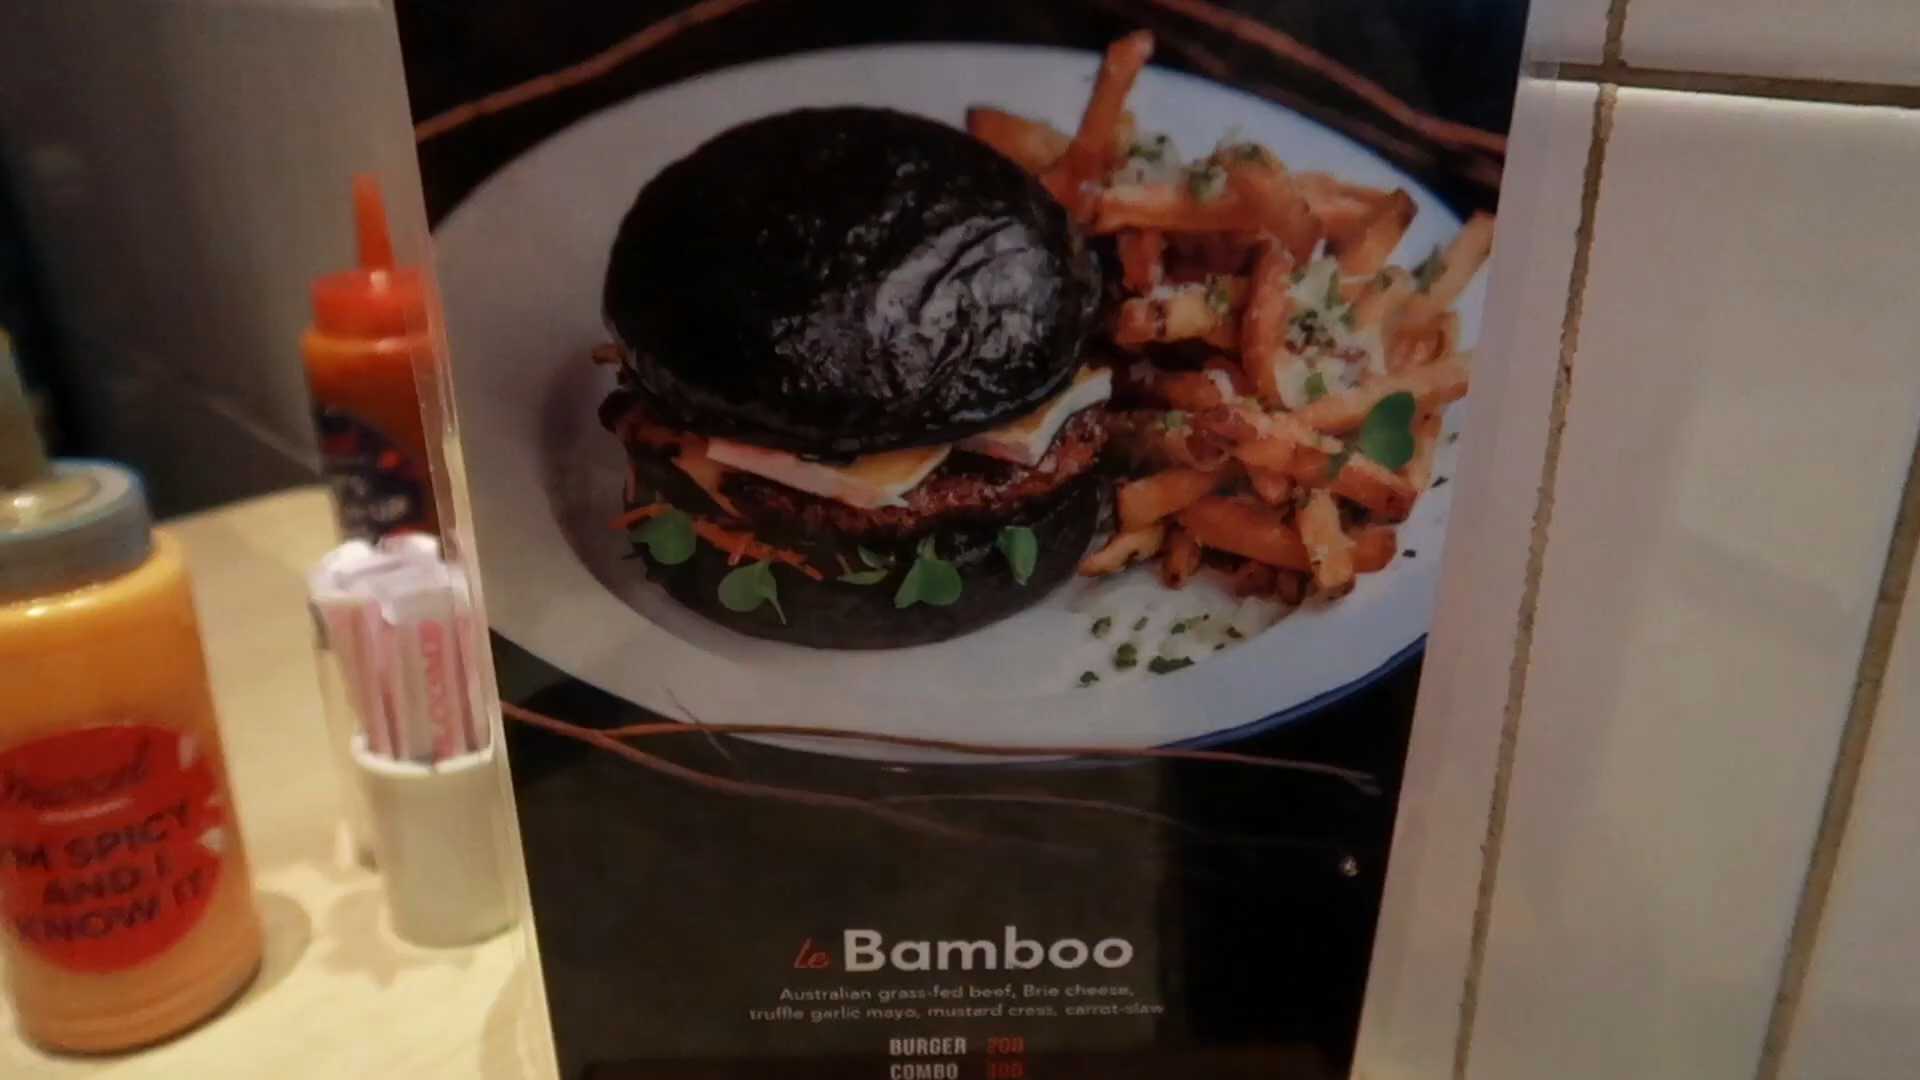 le Bamboo
Australian grass-fed beef, Brie cheese,
truffle garlic mayo, mustard cress, carrot-slaw
BURGER
COMBO
marcel
I'M SPICY
AND I
KNOW IT